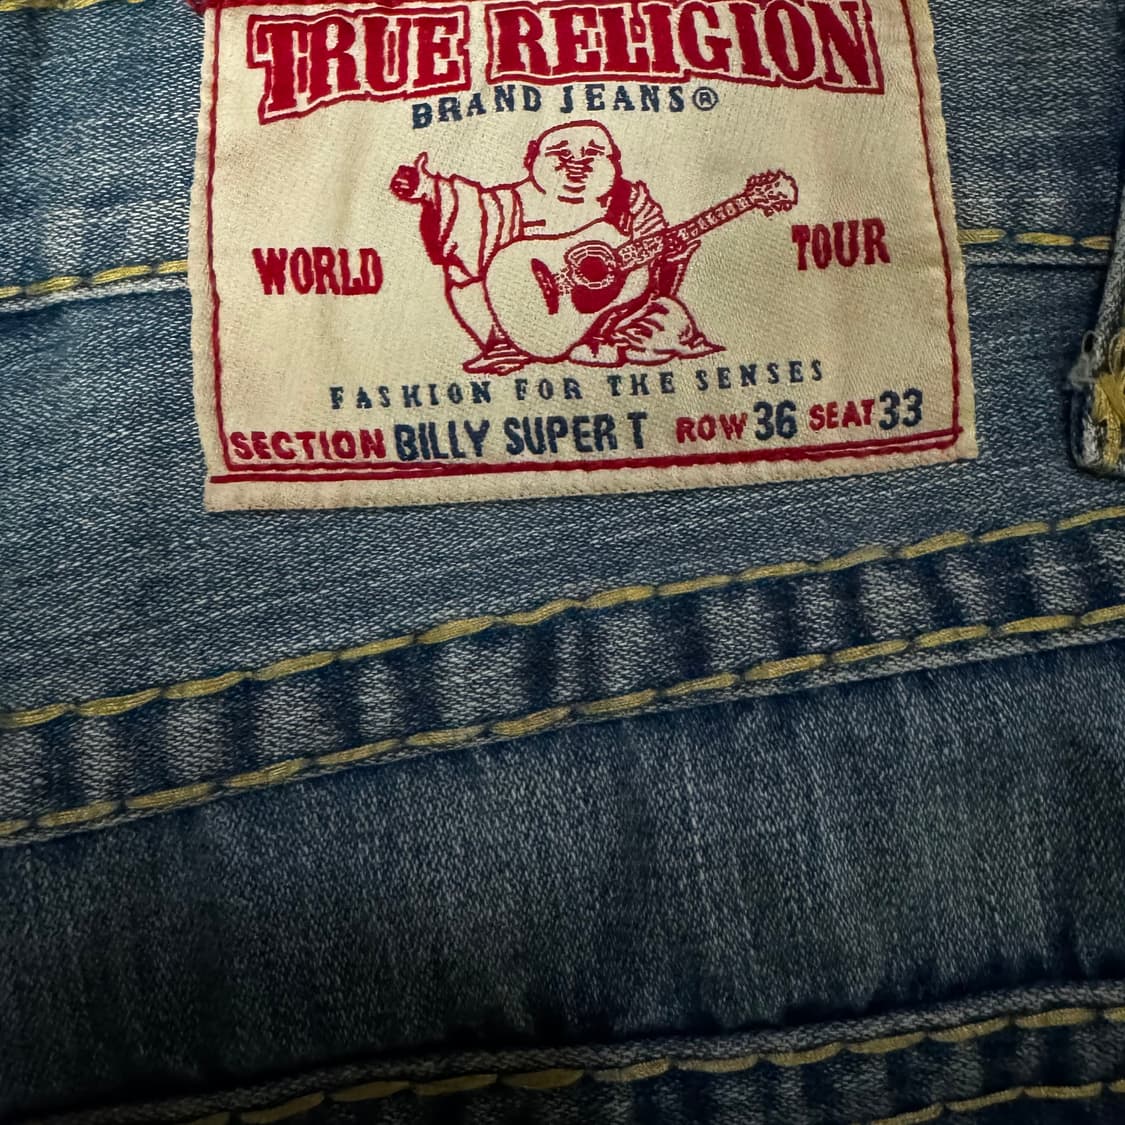 TRUE RELIGION
BRAND JEANS®
WORLD TOUR
FASHION FOR THE SENSES
SECTION BILLY SUPER T ROW 36 SEAT 33